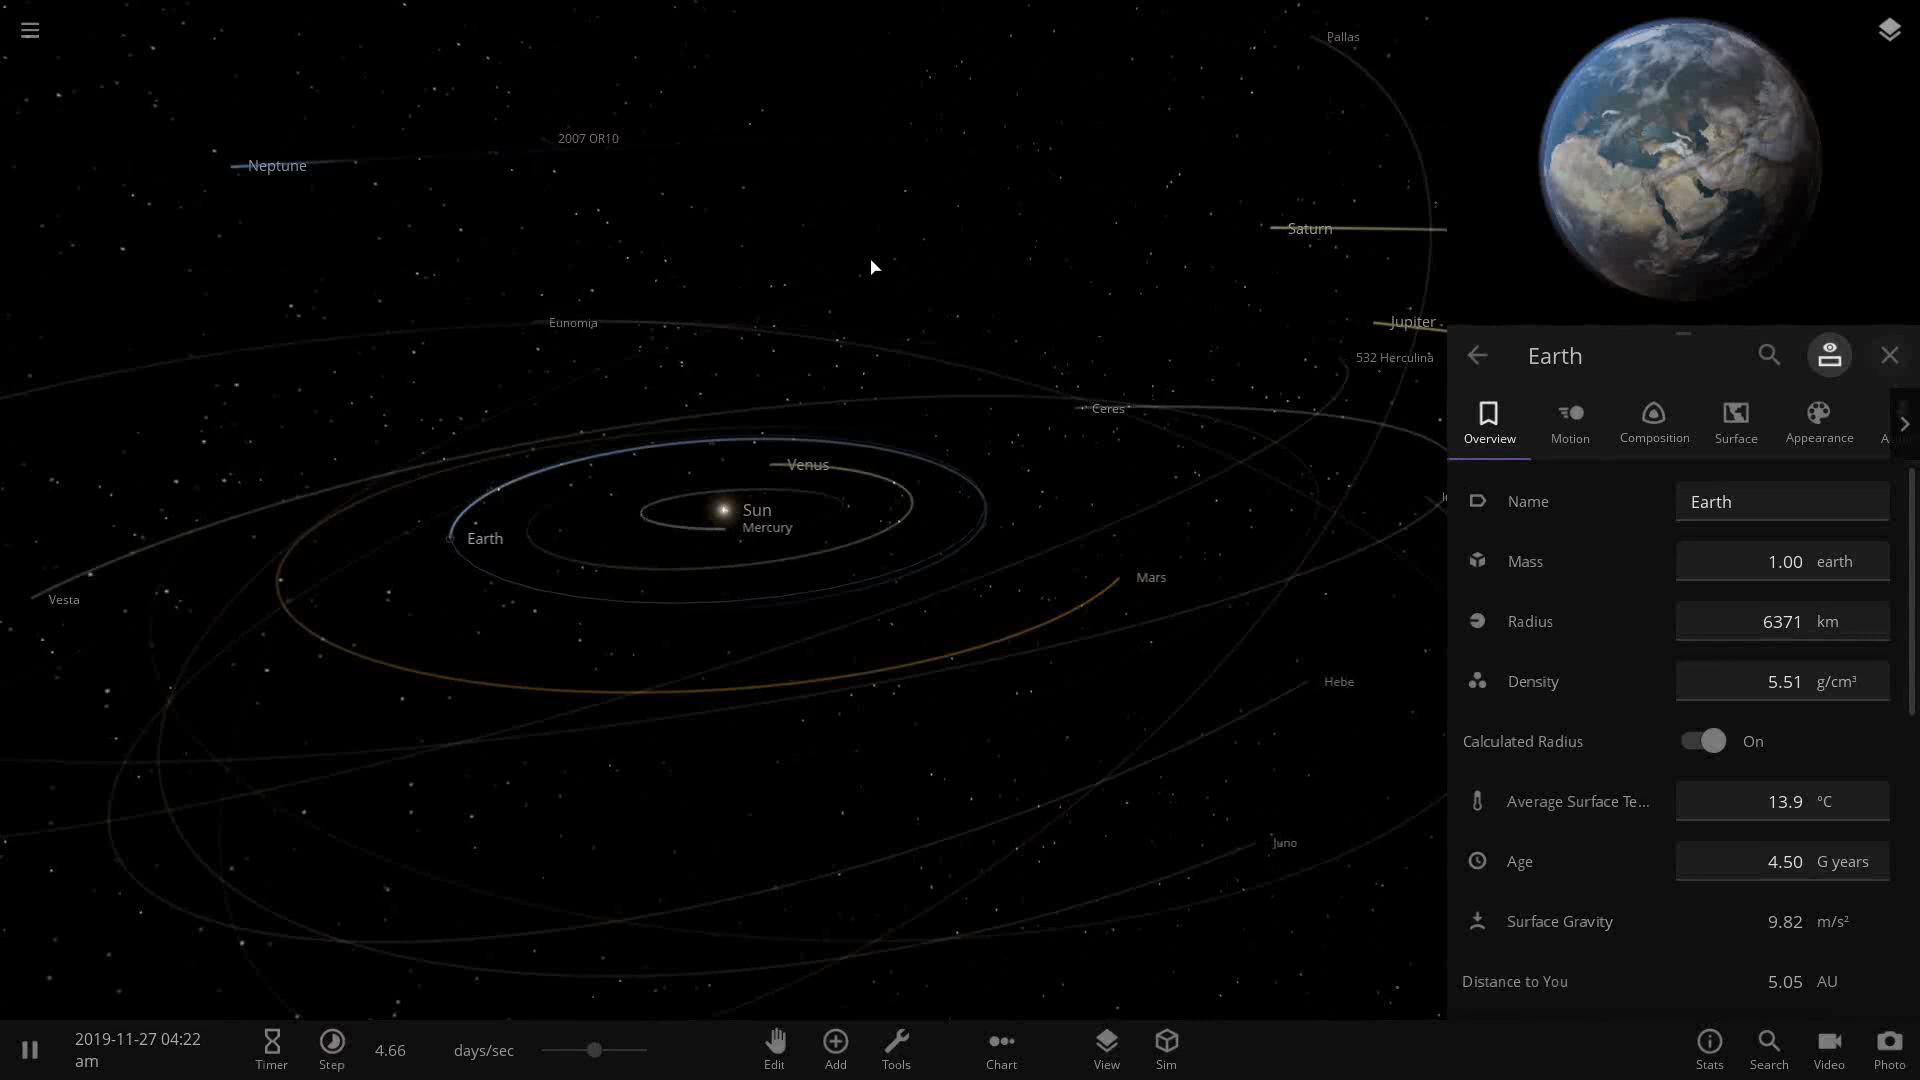 Pallas
2007 OR10
Neptune
Saturn
Eunomia
Jupiter
532 Herculina
Ceres
Venus
Sun
Mercury
Earth
Mars
Vesta
Hebe
Juno
Earth
Overview
Motion
Composition
Surface
Appearance
Name
Earth
Mass
1.00 earth
Radius
6371 km
Density
5.51 g/cm³
Calculated Radius
On
Average Surface Te...
13.9 °C
Age
4.50 G years
Surface Gravity
9.82 m/s²
Distance to You
5.05 AU
2019-11-27 04:22
am
Timer
Step
4.66 days/sec
Edit
Add
Tools
Chart
View
Sim
Stats
Search
Video
Photo